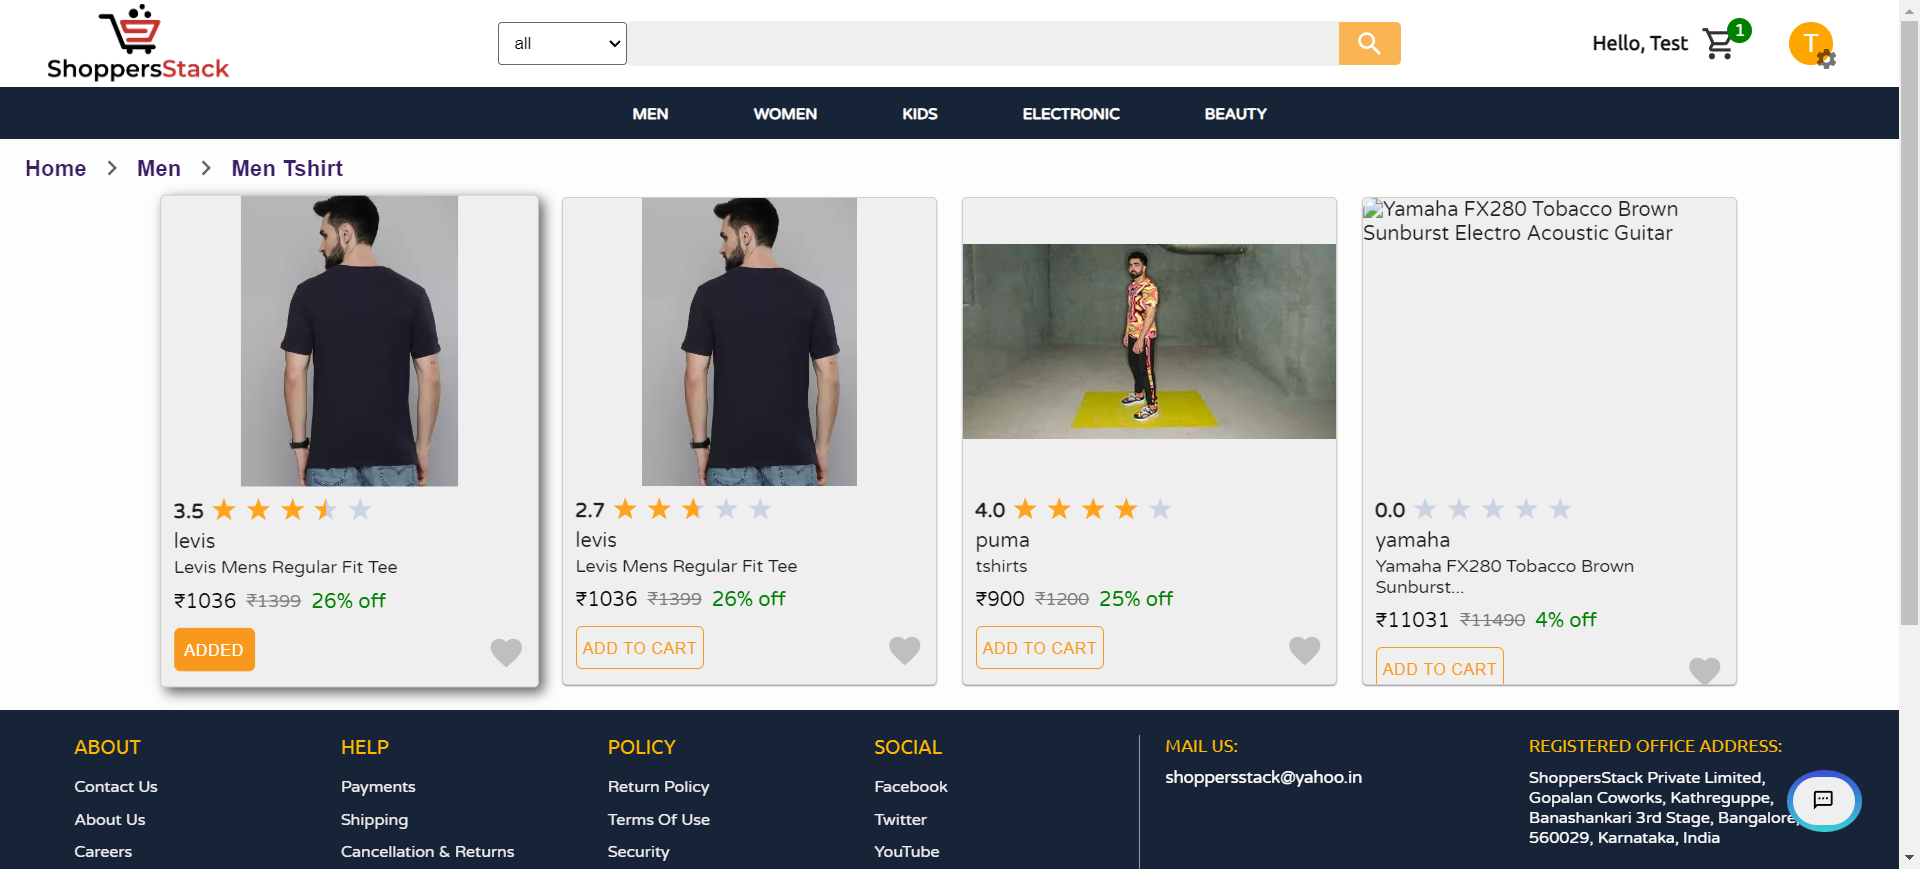 ShoppersStack
all
Hello, Test
1
T
MEN
WOMEN
KIDS
ELECTRONIC
BEAUTY
Home
Men
Men Tshirt
3.5
levis
Levis Mens Regular Fit Tee
₹1036 ₹1399 26% off
ADDED
2.7
levis
Levis Mens Regular Fit Tee
₹1036 ₹1399 26% off
ADD TO CART
4.0
puma
tshirts
₹900 ₹1200 25% off
ADD TO CART
Yamaha FX280 Tobacco Brown
Sunburst Electro Acoustic Guitar
0.0
yamaha
Yamaha FX280 Tobacco Brown
Sunburst...
₹11031 ₹11490 4% off
ADD TO CART
ABOUT
Contact Us
About Us
Careers
HELP
Payments
Shipping
Cancellation & Returns
POLICY
Return Policy
Terms Of Use
Security
SOCIAL
Facebook
Twitter
YouTube
MAIL US:
shoppersstack@yahoo.in
REGISTERED OFFICE ADDRESS:
ShoppersStack Private Limited,
Gopalan Coworks, Kathreguppe,
Banashankari 3rd Stage, Bangalore,
560029, Karnataka, India